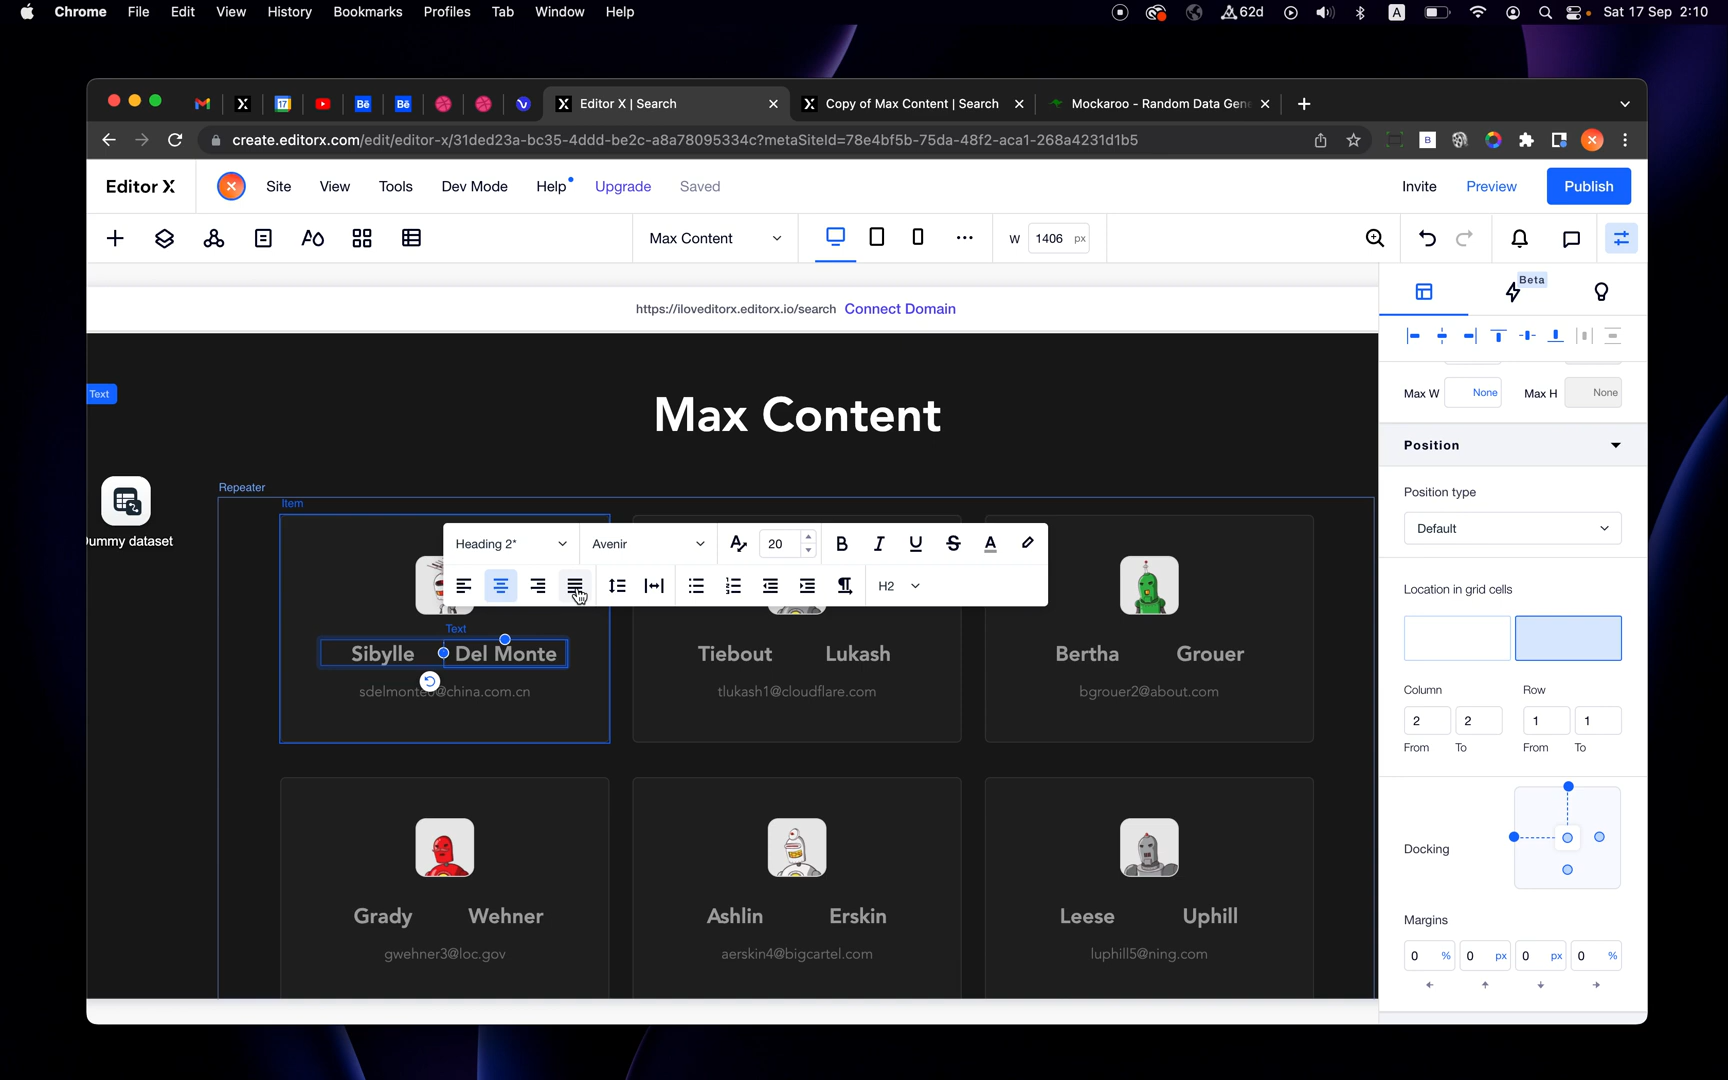 Chrome File Edit View History Bookmarks Profiles Tab Window Help 62d A Sat 17 Sep 2:10
17 Bē Bē Editor X | Search Copy of Max Content | Search Mockaroo - Random Data Gen
create.editorx.com/edit/editor-x/31ded23a-bc35-4ddd-be2c-a8a78095334c?metaSiteId=78e4bf5b-75da-48f2-aca1-268a4231d1b5
Editor X Site View Tools Dev Mode Help Upgrade Saved Invite Preview Publish
Max Content W 1406 px
Beta
https://iloveditorx.editorx.io/search Connect Domain
Text
Max Content
Max W None Max H None
Position
Repeater
Item
Position type
Default
ummy dataset
Heading 2* Avenir 20 B I U S A
H2
Location in grid cells
Text
Sibylle Del Monte
Tiebout Lukash
Bertha Grouer
sdelmonte @china.com.cn
tlukash1@cloudflare.com
bgrouer2@about.com
Column Row
2 2 1 1
From To From To
Docking
Grady Wehner
Ashlin Erskin
Leese Uphill
gwehner3@loc.gov
aerskin4@bigcartel.com
luphill5@ning.com
Margins
0 % 0 px 0 px 0 %